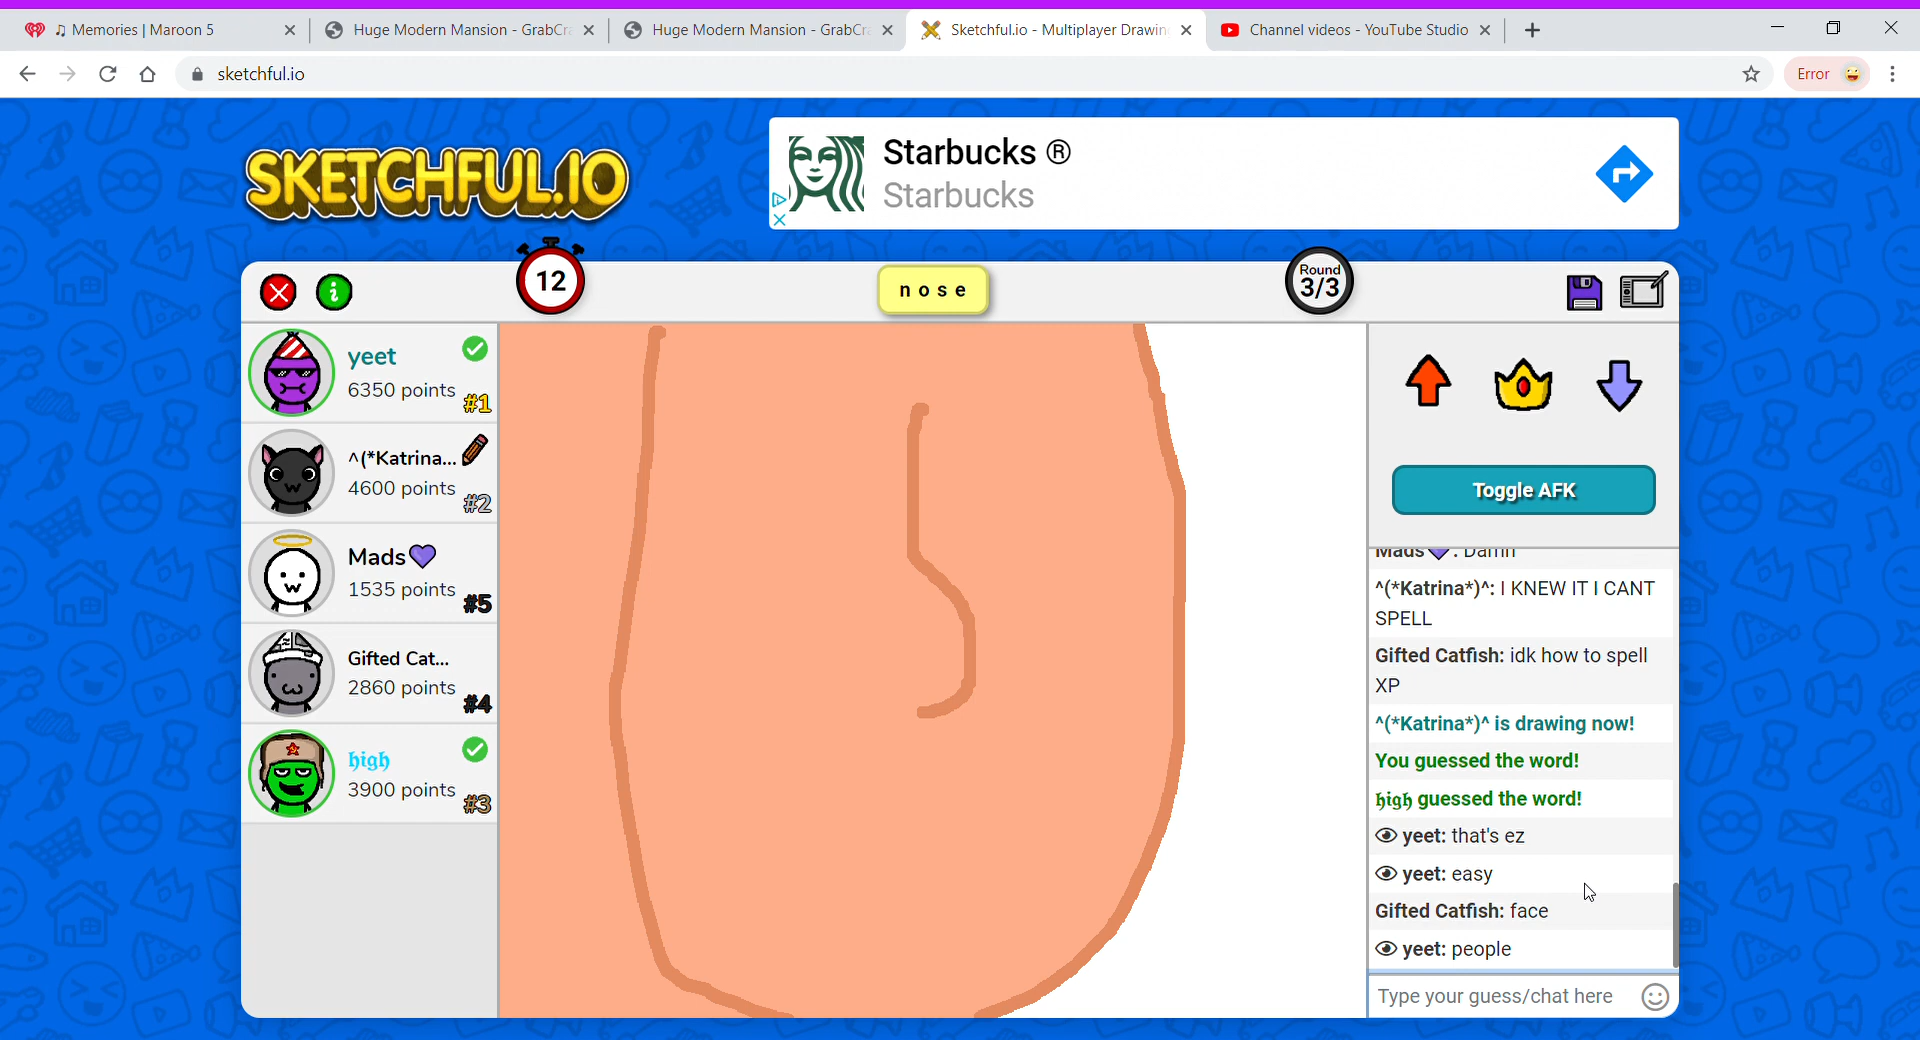 ♫ Memories | Maroon 5
Huge Modern Mansion - GrabCra
Huge Modern Mansion - GrabCra
Sketchful.io - Multiplayer Drawin
Channel videos - YouTube Studio
sketchful.io
Error
SKETCHFUL.IO
Starbucks ®
Starbucks
12
nose
Round
3/3
yeet
6350 points
#1
^(*Katrina...
4600 points
#2
Mads💜
1535 points
#5
Gifted Cat...
2860 points
#4
𝖍𝖎𝖌𝖍
3900 points
#3
Toggle AFK
Mads💜: Damn
^(*Katrina*)^: I KNEW IT I CANT
SPELL
Gifted Catfish: idk how to spell
XP
^(*Katrina*)^ is drawing now!
You guessed the word!
𝖍𝖎𝖌𝖍 guessed the word!
yeet: that's ez
yeet: easy
Gifted Catfish: face
yeet: people
Type your guess/chat here